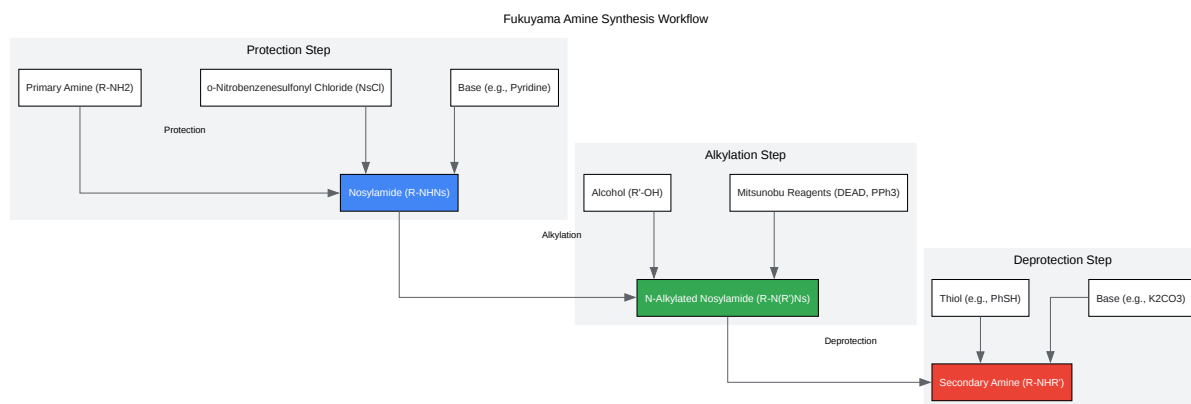 Fukuyama Amine Synthesis Workflow
Protection Step
Primary Amine (R-NH2)
o-Nitrobenzenesulfonyl Chloride (NsCl)
Base (e.g., Pyridine)
Protection
Nosylamide (R-NHNs)
Alkylation Step
Alcohol (R'-OH)
Mitsunobu Reagents (DEAD, PPh3)
Alkylation
N-Alkylated Nosylamide (R-N(R')Ns)
Deprotection Step
Thiol (e.g., PhSH)
Base (e.g., K2CO3)
Deprotection
Secondary Amine (R-NHR')